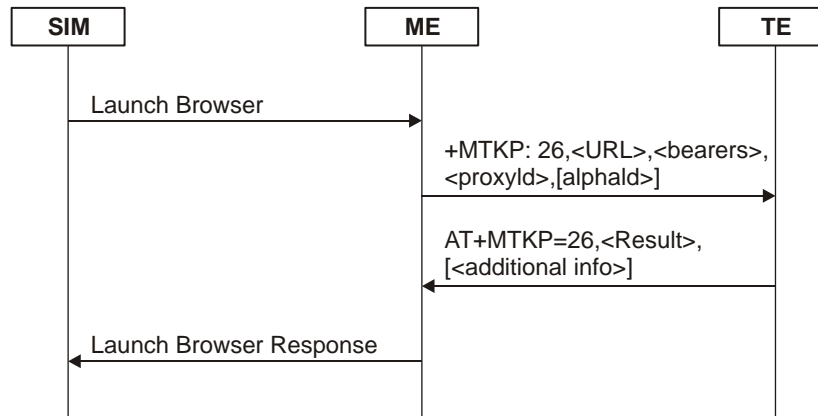 SIM ME TE
Launch Browser
+MTKP: 26,<URL>,<bearers>,
<proxyId>,[alphaId>]
AT+MTKP=26,<Result>,
[<additional info>]
Launch Browser Response